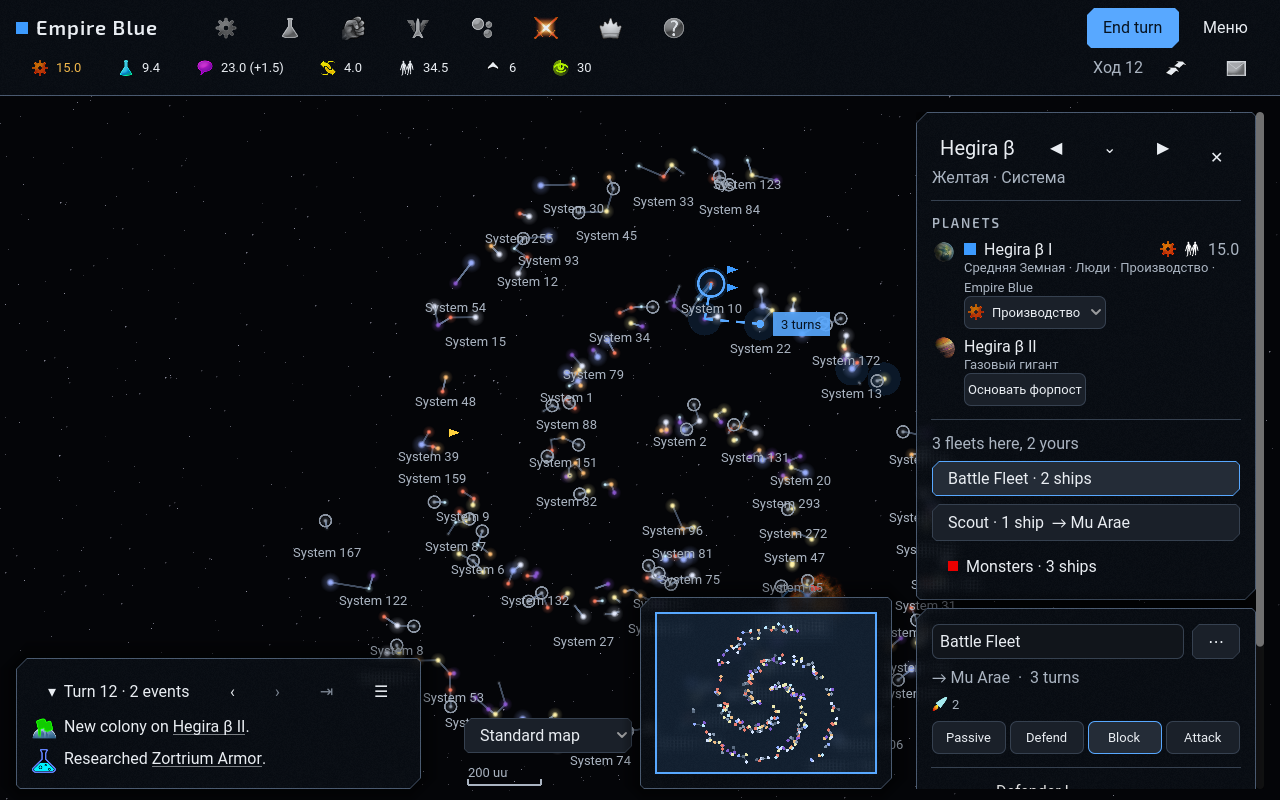 Empire Blue
End turn
Меню
15.0
9.4
23.0 (+1.5)
4.0
34.5
6
30
Ход 12
System 123
System 33
System 84
System 30
System 45
System 255
System 93
System 12
System 54
System 10
System 15
System 34
3 turns
System 22
System 172
System 79
System 13
System 1
System 48
System 88
System 2
System 39
System 131
System 151
System 159
System 20
System 82
System 293
System 9
System 96
System 272
System 87
System 167
System 81
System 47
System 6
System 75
System 65
System 122
System 132
System 31
System 27
System 8
System 53
System 74
Hegira β
◀
⌄
▶
✕
Желтая · Система
PLANETS
Hegira β I
15.0
Средняя Земная · Люди · Производство ·
Empire Blue
Производство
Hegira β II
Газовый гигант
Основать форпост
3 fleets here, 2 yours
Battle Fleet · 2 ships
Scout · 1 ship → Mu Arae
Monsters · 3 ships
Battle Fleet
⋯
→ Mu Arae · 3 turns
2
Passive
Defend
Block
Attack
▼ Turn 12 · 2 events
‹
›
⇥
☰
New colony on Hegira β II.
Researched Zortrium Armor.
Standard map
200 uu